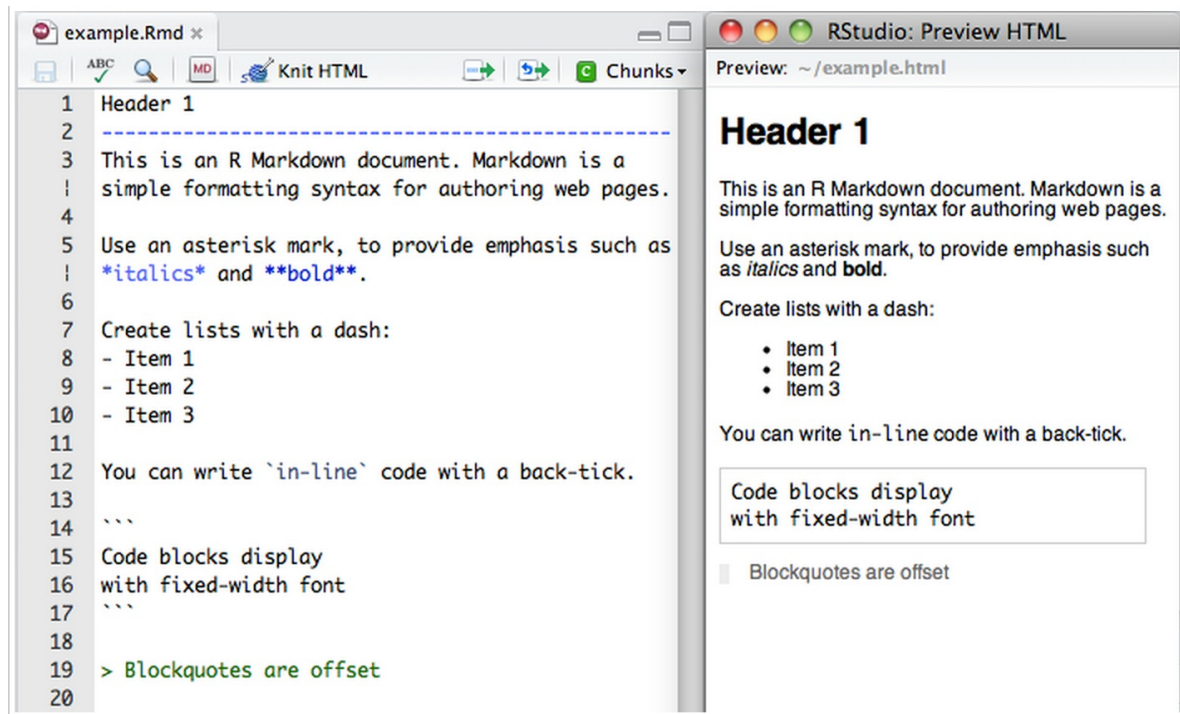 example.Rmd
ABC MD Knit HTML C Chunks
1 Header 1
2 -------------------------------------------------
3 This is an R Markdown document. Markdown is a
simple formatting syntax for authoring web pages.
4
5 Use an asterisk mark, to provide emphasis such as
*italics* and **bold**.
6
7 Create lists with a dash:
8 - Item 1
9 - Item 2
10 - Item 3
11
12 You can write `in-line` code with a back-tick.
13
14 ```
15 Code blocks display
16 with fixed-width font
17 ```
18
19 > Blockquotes are offset
20
RStudio: Preview HTML
Preview: ~/example.html
Header 1
This is an R Markdown document. Markdown is a
simple formatting syntax for authoring web pages.
Use an asterisk mark, to provide emphasis such
as italics and bold.
Create lists with a dash:
• Item 1
• Item 2
• Item 3
You can write in-line code with a back-tick.
Code blocks display
with fixed-width font
Blockquotes are offset